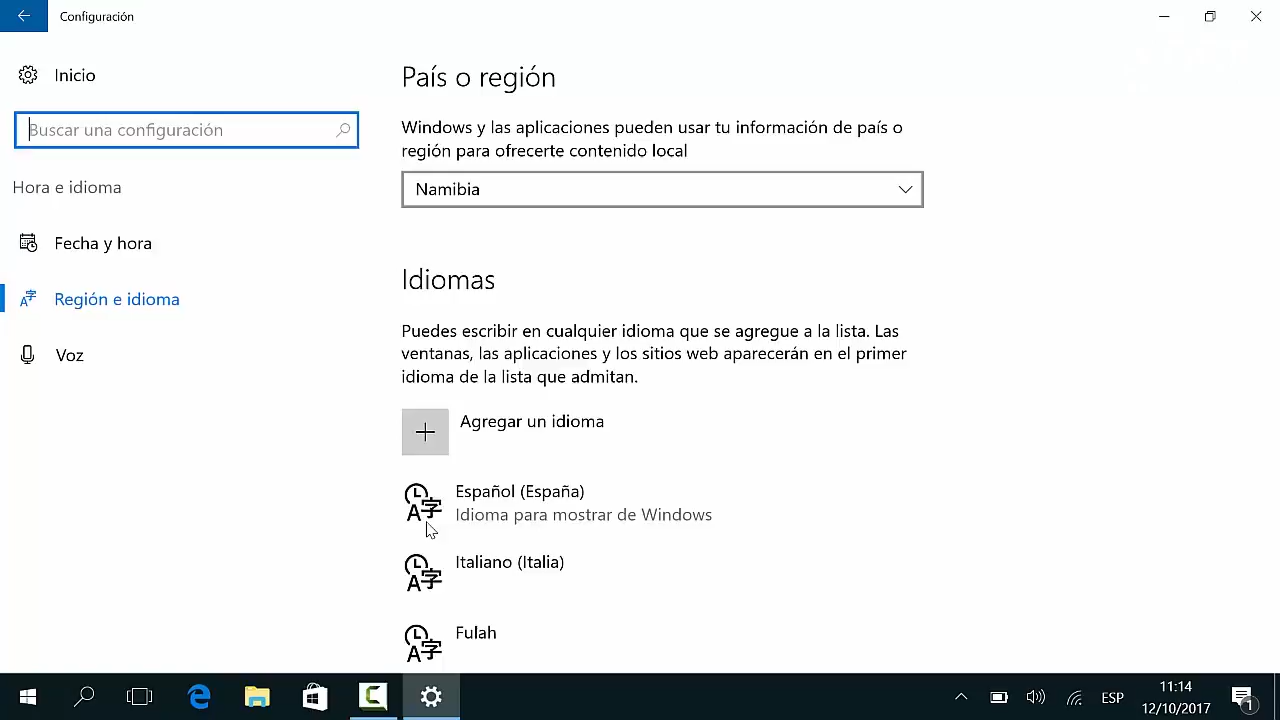 Configuración
Inicio
Buscar una configuración
Hora e idioma
Fecha y hora
Región e idioma
Voz
País o región
Windows y las aplicaciones pueden usar tu información de país o
región para ofrecerte contenido local
Namibia
Idiomas
Puedes escribir en cualquier idioma que se agregue a la lista. Las
ventanas, las aplicaciones y los sitios web aparecerán en el primer
idioma de la lista que admitan.
Agregar un idioma
Español (España)
Idioma para mostrar de Windows
Italiano (Italia)
Fulah
ESP
11:14
12/10/2017
1